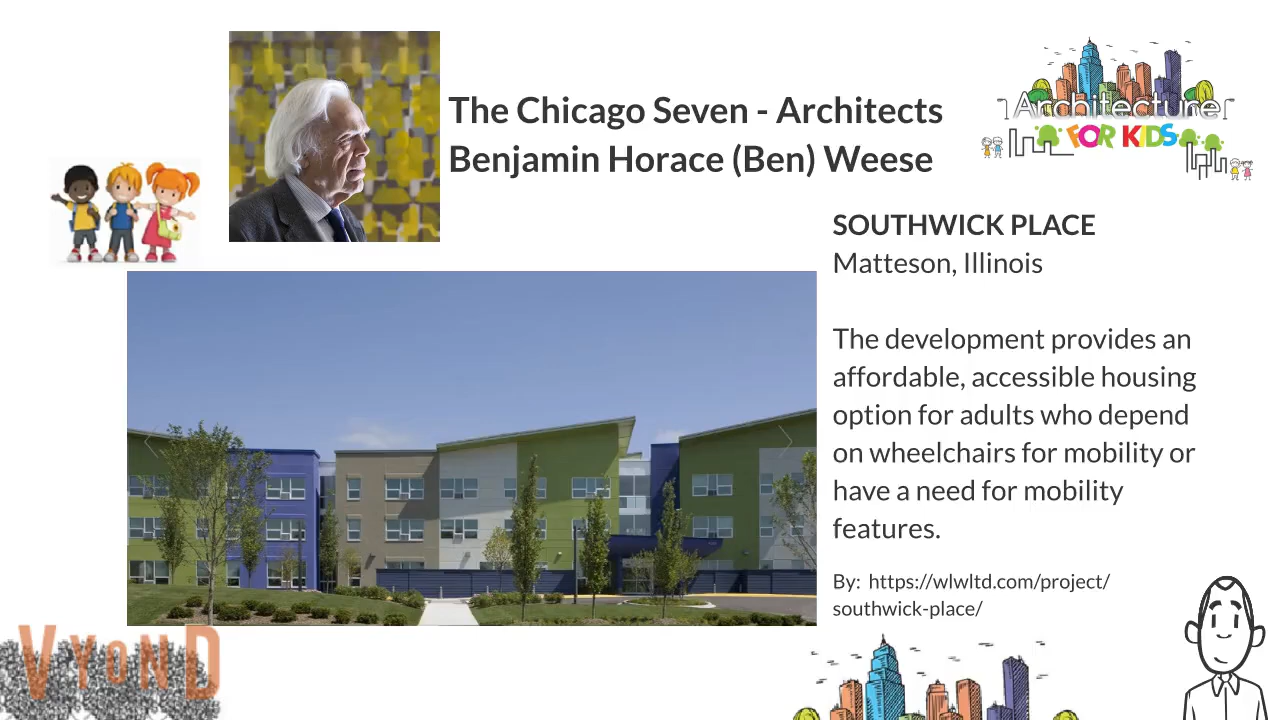 The Chicago Seven - Architects
Benjamin Horace (Ben) Weese
Architecture
FOR KIDS
SOUTHWICK PLACE
Matteson, Illinois
The development provides an
affordable, accessible housing
option for adults who depend
on wheelchairs for mobility or
have a need for mobility
features.
By: https://wlwltd.com/project/
southwick-place/
VYOND